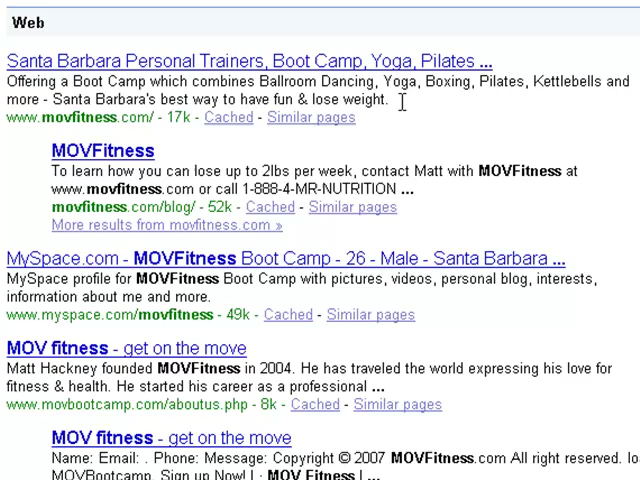 Web
Santa Barbara Personal Trainers, Boot Camp, Yoga, Pilates ...
Offering a Boot Camp which combines Ballroom Dancing, Yoga, Boxing, Pilates, Kettlebells and
more - Santa Barbara's best way to have fun & lose weight.
www.movfitness.com/ - 17k - Cached - Similar pages
MOVFitness
To learn how you can lose up to 2lbs per week, contact Matt with MOVFitness at
www.movfitness.com or call 1-888-4-MR-NUTRITION ...
movfitness.com/blog/ - 52k - Cached - Similar pages
More results from movfitness.com »
MySpace.com - MOVFitness Boot Camp - 26 - Male - Santa Barbara ...
MySpace profile for MOVFitness Boot Camp with pictures, videos, personal blog, interests,
information about me and more.
www.myspace.com/movfitness - 49k - Cached - Similar pages
MOV fitness - get on the move
Matt Hackney founded MOVFitness in 2004. He has traveled the world expressing his love for
fitness & health. He started his career as a professional ...
www.movbootcamp.com/aboutus.php - 8k - Cached - Similar pages
MOV fitness - get on the move
Name: Email: . Phone: Message: Copyright © 2007 MOVFitness.com All right reserved. lo
MOVBootcamp. Sign up Now! | · MOV Fitness | ...